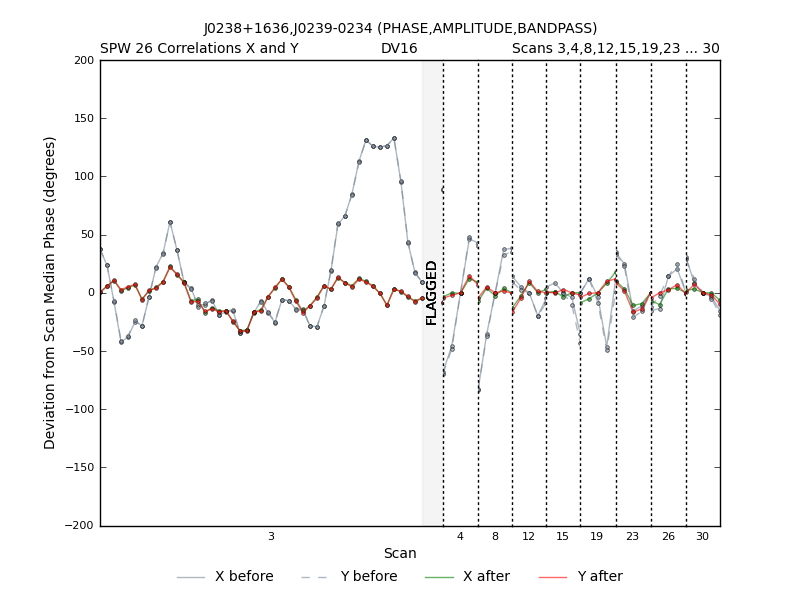 J0238+1636,J0239-0234 (PHASE,AMPLITUDE,BANDPASS)
SPW 26 Correlations X and Y DV16 Scans 3,4,8,12,15,19,23 ... 30
200
150
100
50
0
−50
−100
−150
−200
Deviation from Scan Median Phase (degrees)
FLAGGED
3 4 8 12 15 19 23 26 30
Scan
X before Y before X after Y after